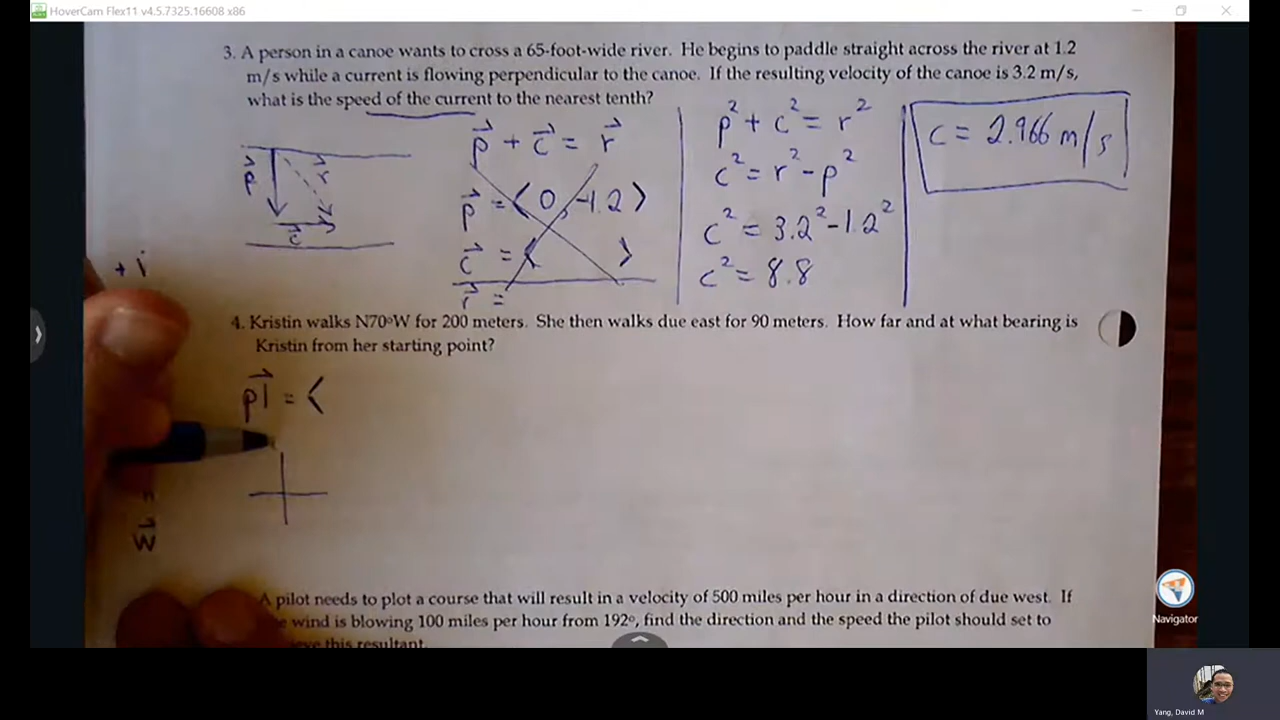 HoverCam Flex11 v4.5.7325.16608 x86
3. A person in a canoe wants to cross a 65-foot-wide river. He begins to paddle straight across the river at 1.2
m/s while a current is flowing perpendicular to the canoe. If the resulting velocity of the canoe is 3.2 m/s,
what is the speed of the current to the nearest tenth?
p + c = r
p = < 0, -1.2 >
c = < >
r =
p
r
c
p² + c² = r²
c² = r² - p²
c² = 3.2² - 1.2²
c² = 8.8
c = 2.966 m/s
+ i
4. Kristin walks N70°W for 200 meters. She then walks due east for 90 meters. How far and at what bearing is
Kristin from her starting point?
p1 = <
w
A pilot needs to plot a course that will result in a velocity of 500 miles per hour in a direction of due west. If
wind is blowing 100 miles per hour from 192°, find the direction and the speed the pilot should set to
this resultant.
Navigator
Yang, David M